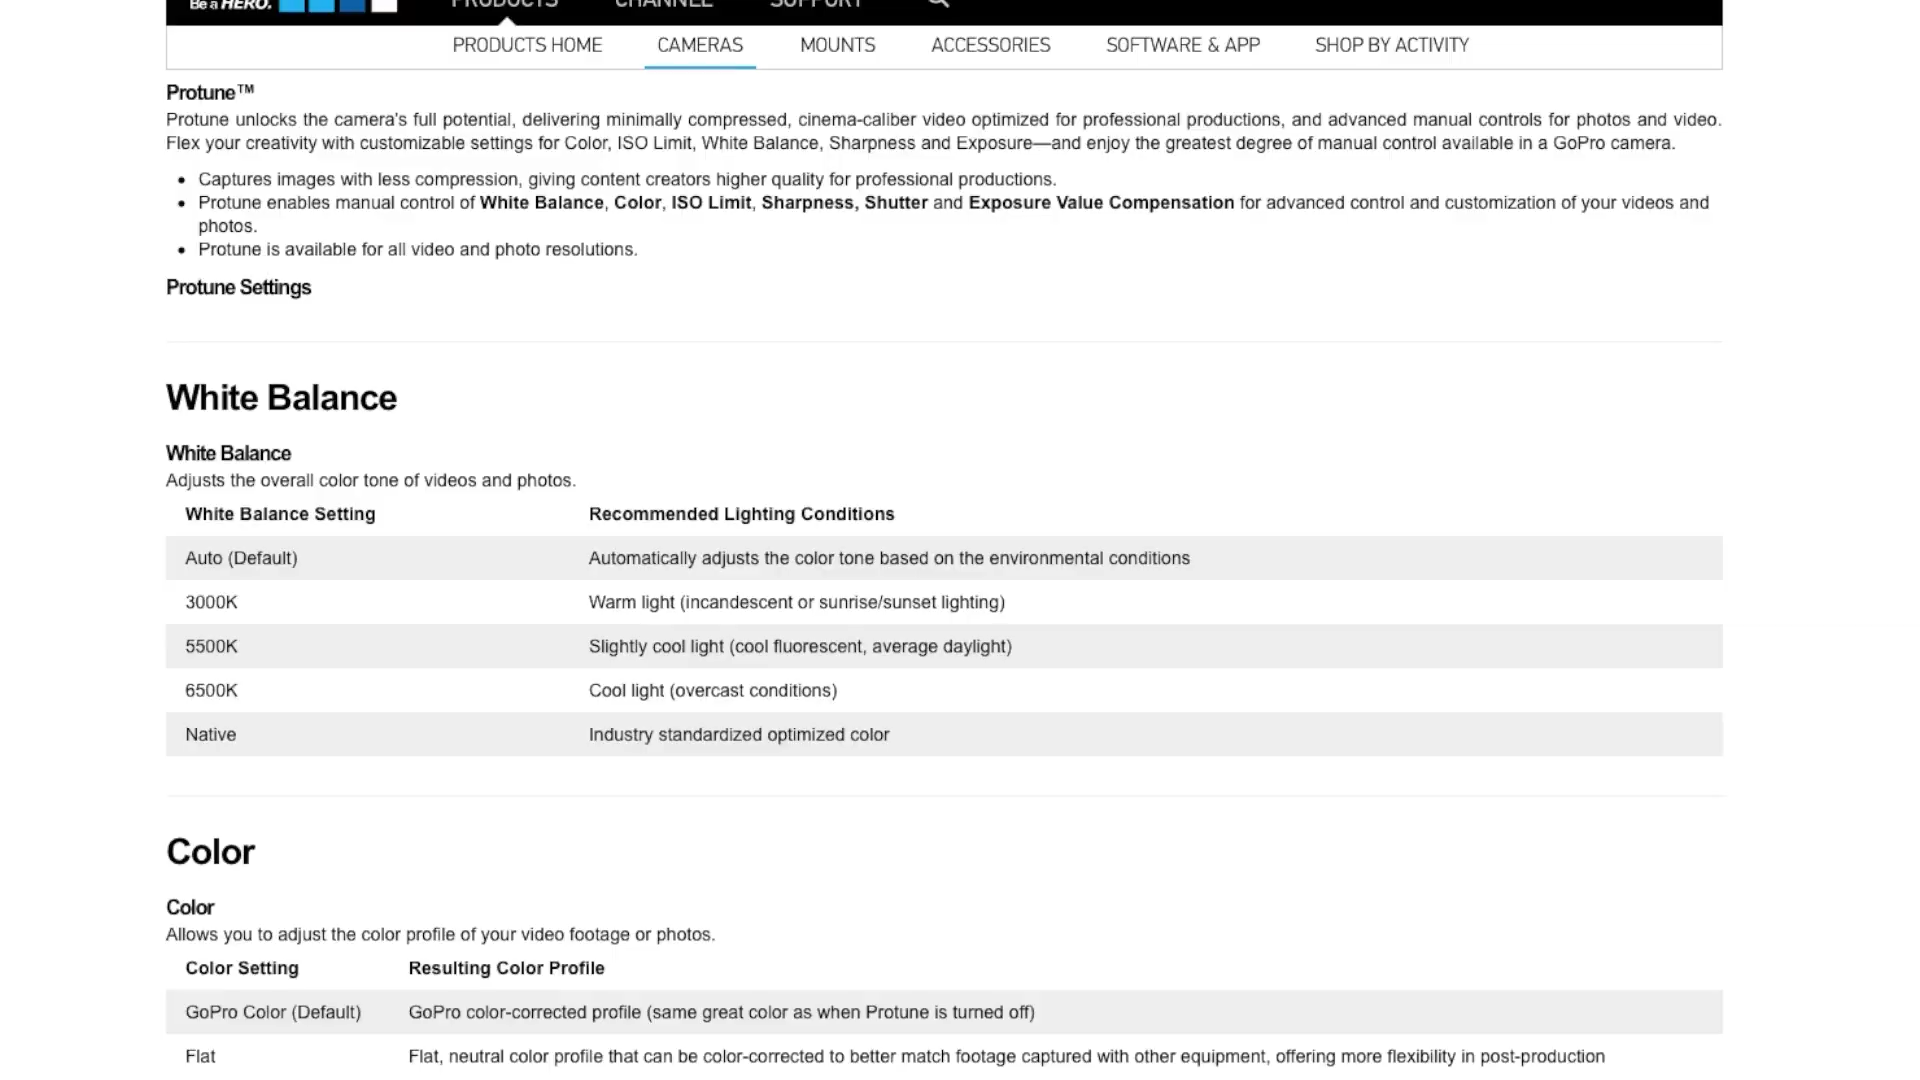 Be a HERO.
PRODUCTS CHANNEL SUPPORT
PRODUCTS HOME CAMERAS MOUNTS ACCESSORIES SOFTWARE & APP SHOP BY ACTIVITY
Protune™
Protune unlocks the camera's full potential, delivering minimally compressed, cinema-caliber video optimized for professional productions, and advanced manual controls for photos and video.
Flex your creativity with customizable settings for Color, ISO Limit, White Balance, Sharpness and Exposure—and enjoy the greatest degree of manual control available in a GoPro camera.
• Captures images with less compression, giving content creators higher quality for professional productions.
• Protune enables manual control of White Balance, Color, ISO Limit, Sharpness, Shutter and Exposure Value Compensation for advanced control and customization of your videos and
photos.
• Protune is available for all video and photo resolutions.
Protune Settings
White Balance
White Balance
Adjusts the overall color tone of videos and photos.
White Balance Setting Recommended Lighting Conditions
Auto (Default) Automatically adjusts the color tone based on the environmental conditions
3000K Warm light (incandescent or sunrise/sunset lighting)
5500K Slightly cool light (cool fluorescent, average daylight)
6500K Cool light (overcast conditions)
Native Industry standardized optimized color
Color
Color
Allows you to adjust the color profile of your video footage or photos.
Color Setting Resulting Color Profile
GoPro Color (Default) GoPro color-corrected profile (same great color as when Protune is turned off)
Flat Flat, neutral color profile that can be color-corrected to better match footage captured with other equipment, offering more flexibility in post-production